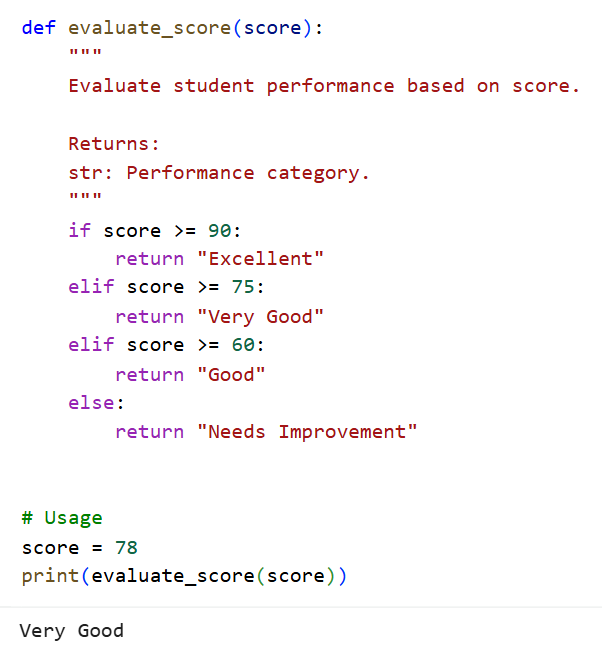 def evaluate_score(score):
    """
    Evaluate student performance based on score.

    Returns:
    str: Performance category.
    """
    if score >= 90:
        return "Excellent"
    elif score >= 75:
        return "Very Good"
    elif score >= 60:
        return "Good"
    else:
        return "Needs Improvement"


# Usage
score = 78
print(evaluate_score(score))
Very Good